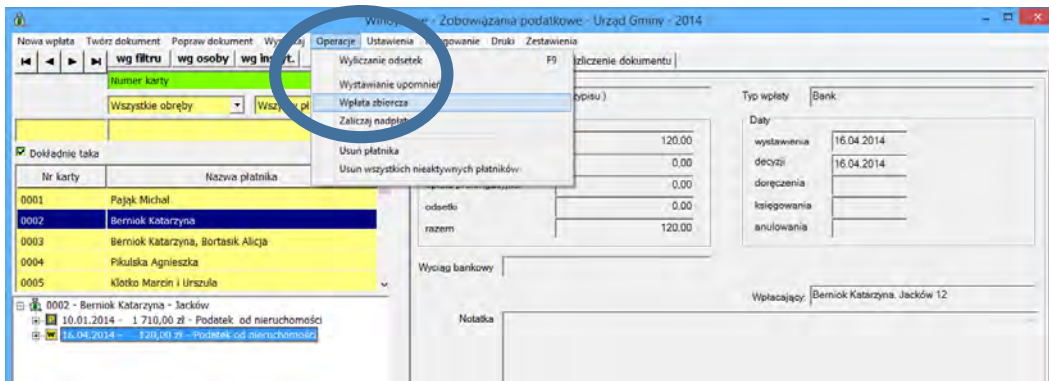 - Zobowiązania podatkowe - Urząd Gminy - 2014
Nowa wpłata Twórz dokument Popraw dokument Operacje Ustawienia Księgowanie Druki Zestawienia
wg filtru wg osoby
Wyliczanie odsetek F9
rozliczenie dokumentu
Numer karty
Wystawianie upomnień
Wszystkie obręby
Wpłata zbiorcza
Typ wpłaty Bank
Zaliczaj nadpłaty
Daty
120.00
wystawienia 16.04.2014
Dokładnie taka
Usuń płatnika
0.00
decyzji 16.04.2014
Usuń wszystkich nieaktywnych płatników
Nr karty Nazwa płatnika
0.00
doręczenia
0001 Pająk Michał
odsetki 0.00
księgowania
0002 Berniok Katarzyna
razem 120.00
anulowania
0003 Berniok Katarzyna, Bortasik Alicja
0004 Pikulska Agnieszka
Wyciąg bankowy
0005 Klotko Marcin i Urszula
Wpłacający Berniok Katarzyna, Jacków 12
0002 - Berniok Katarzyna - Jacków
10.01.2014 - 1 710,00 zł - Podatek od nieruchomości
Notatka
16.04.2014 - 120,00 zł - Podatek od nieruchomości